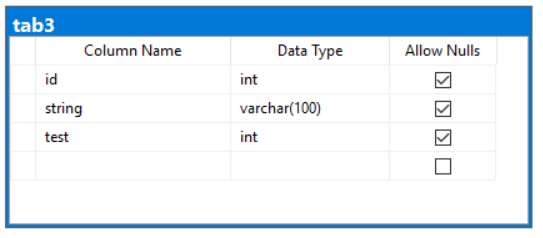 tab3
Column Name Data Type Allow Nulls
id int
string varchar(100)
test int